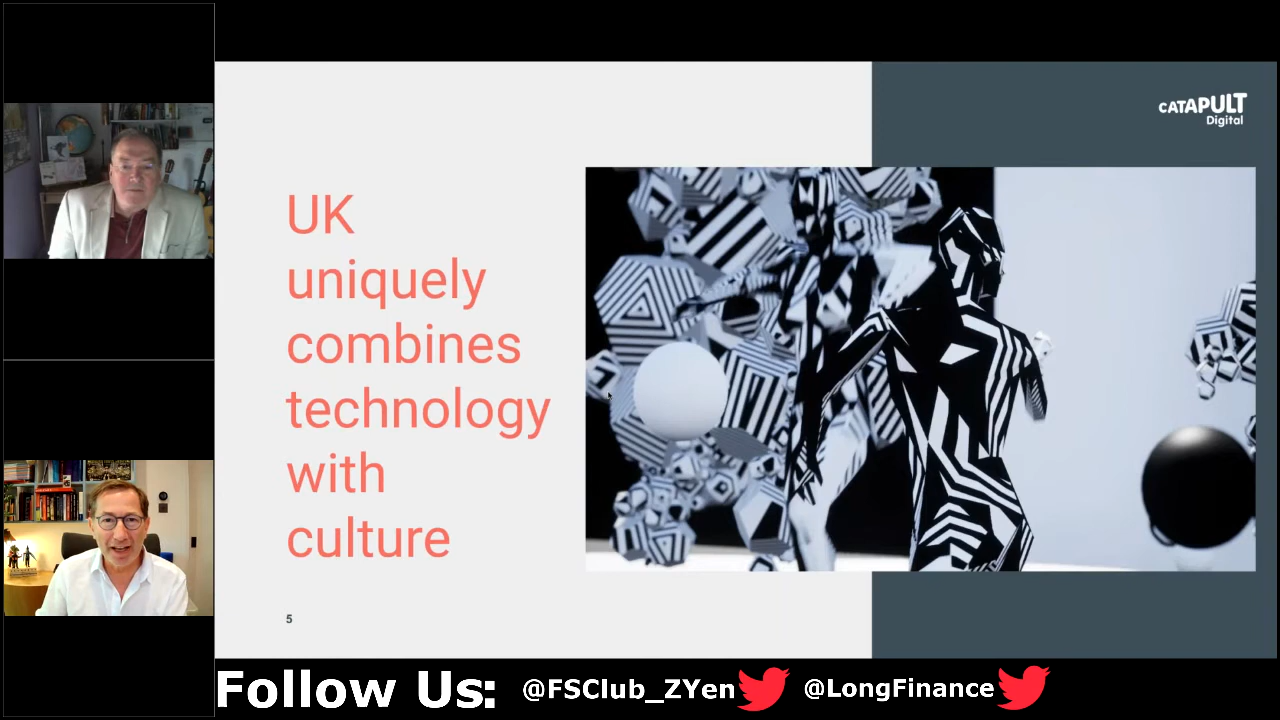 CATAPULT
Digital
UK
uniquely
combines
technology
with
culture
5
Follow Us: @FSClub_ZYen @LongFinance